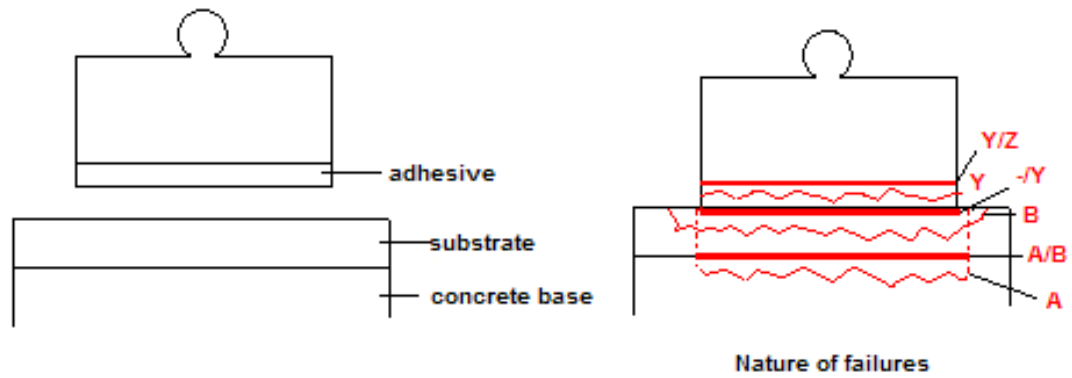 adhesive
substrate
concrete base
Y/Z
Y
-/Y
B
A/B
A
Nature of failures